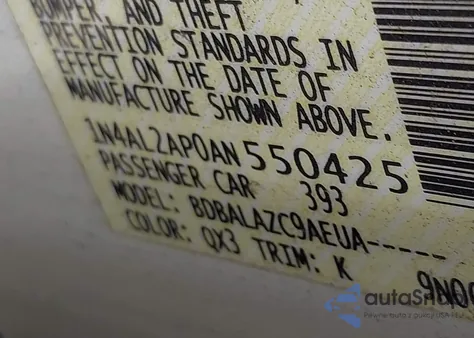 BUMPER, AND THEFT
PREVENTION STANDARDS IN
EFFECT ON THE DATE OF
MANUFACTURE SHOWN ABOVE.
1N4AL2AP0AN550425
PASSENGER CAR 393
MODEL: BDBALAZC9AEUA-----
COLOR: QX3 TRIM: K
9N0